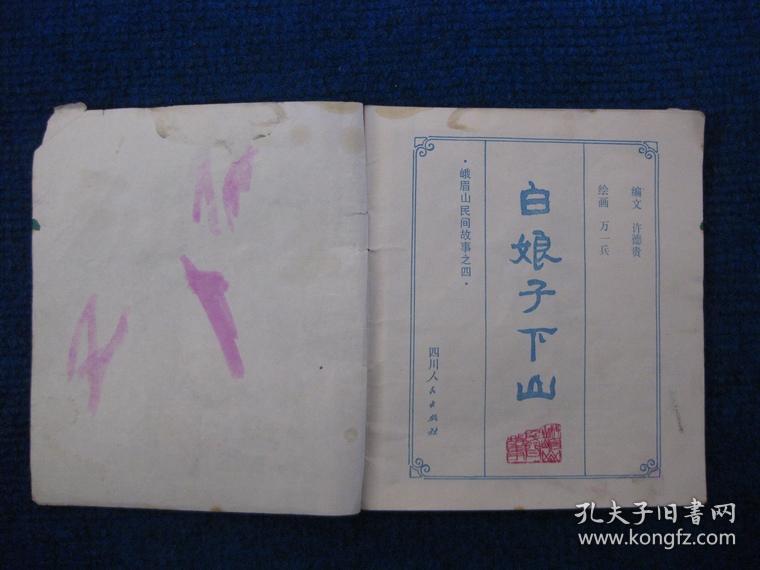 编文 许德贵
绘画 万一兵
白娘子下山
·峨眉山民间故事之四·
四川人民出版社
孔夫子旧书网
www.kongfz.com